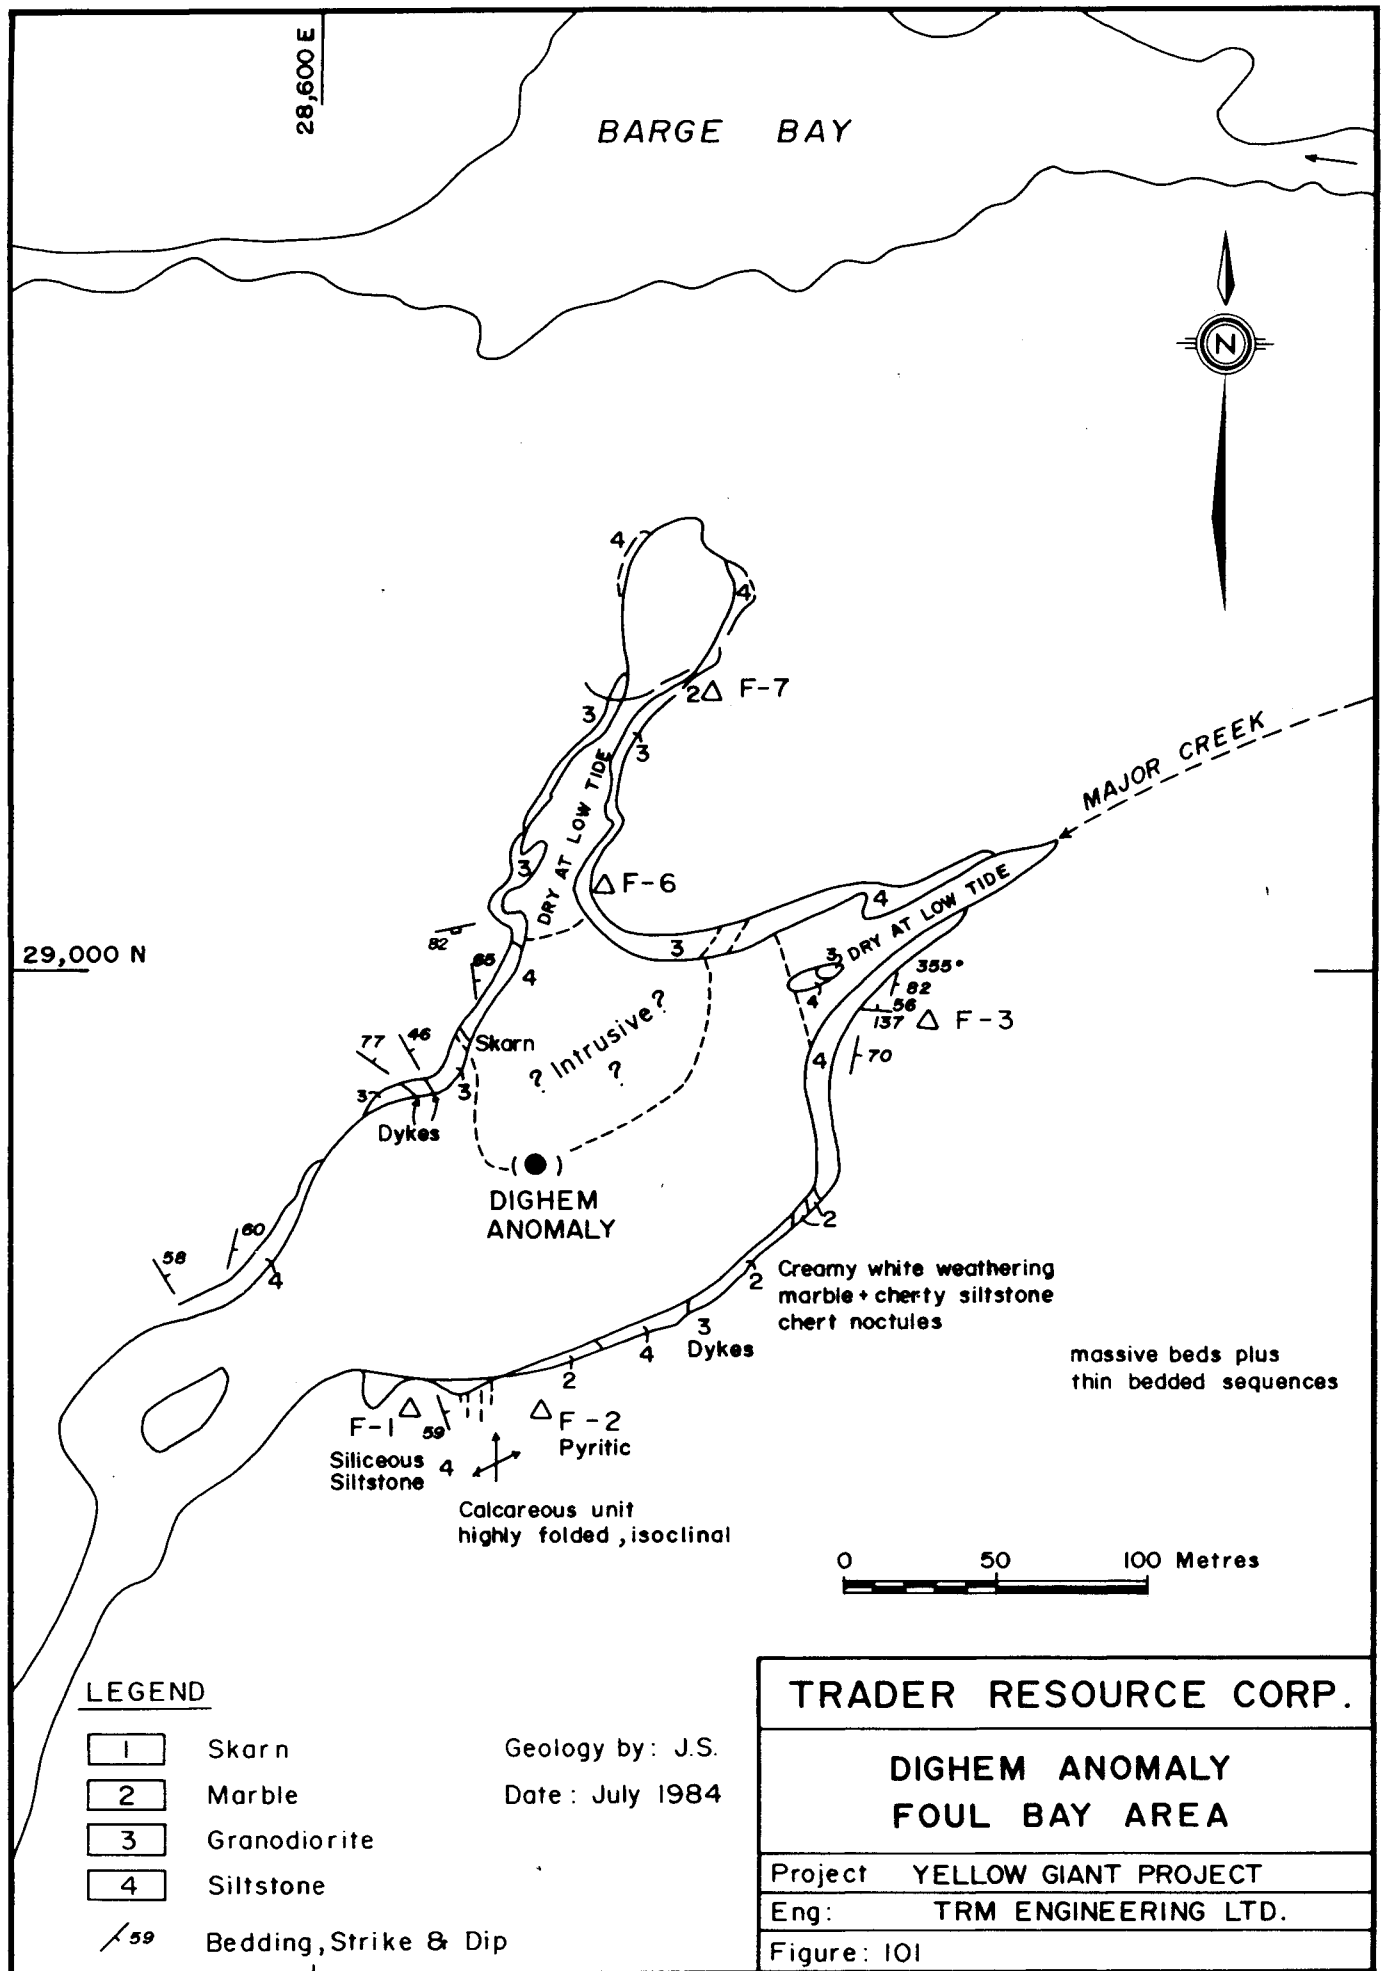 28,600 E
BARGE BAY
N
4
4
2 F-7
3
3
MAJOR CREEK
DRY AT LOW TIDE
3
F-6
4
DRY AT LOW TIDE
82
29,000 N
65
4
3
3
4
355°
82
56
137 F-3
77
46
Skarn
? Intrusive ?
?
4
70
3
3
Dykes
DIGHEM
ANOMALY
60
58
4
2
2
Creamy white weathering
marble + cherty siltstone
chert noctules
3
Dykes
4
massive beds plus
thin bedded sequences
2
F-1
59
F-2
Pyritic
Siliceous
Siltstone
4
Calcareous unit
highly folded, isoclinal
0 50 100 Metres
LEGEND
1 Skarn
2 Marble
3 Granodiorite
4 Siltstone
59 Bedding, Strike & Dip
Geology by: J.S.
Date: July 1984
TRADER RESOURCE CORP.
DIGHEM ANOMALY
FOUL BAY AREA
Project YELLOW GIANT PROJECT
Eng: TRM ENGINEERING LTD.
Figure: 101